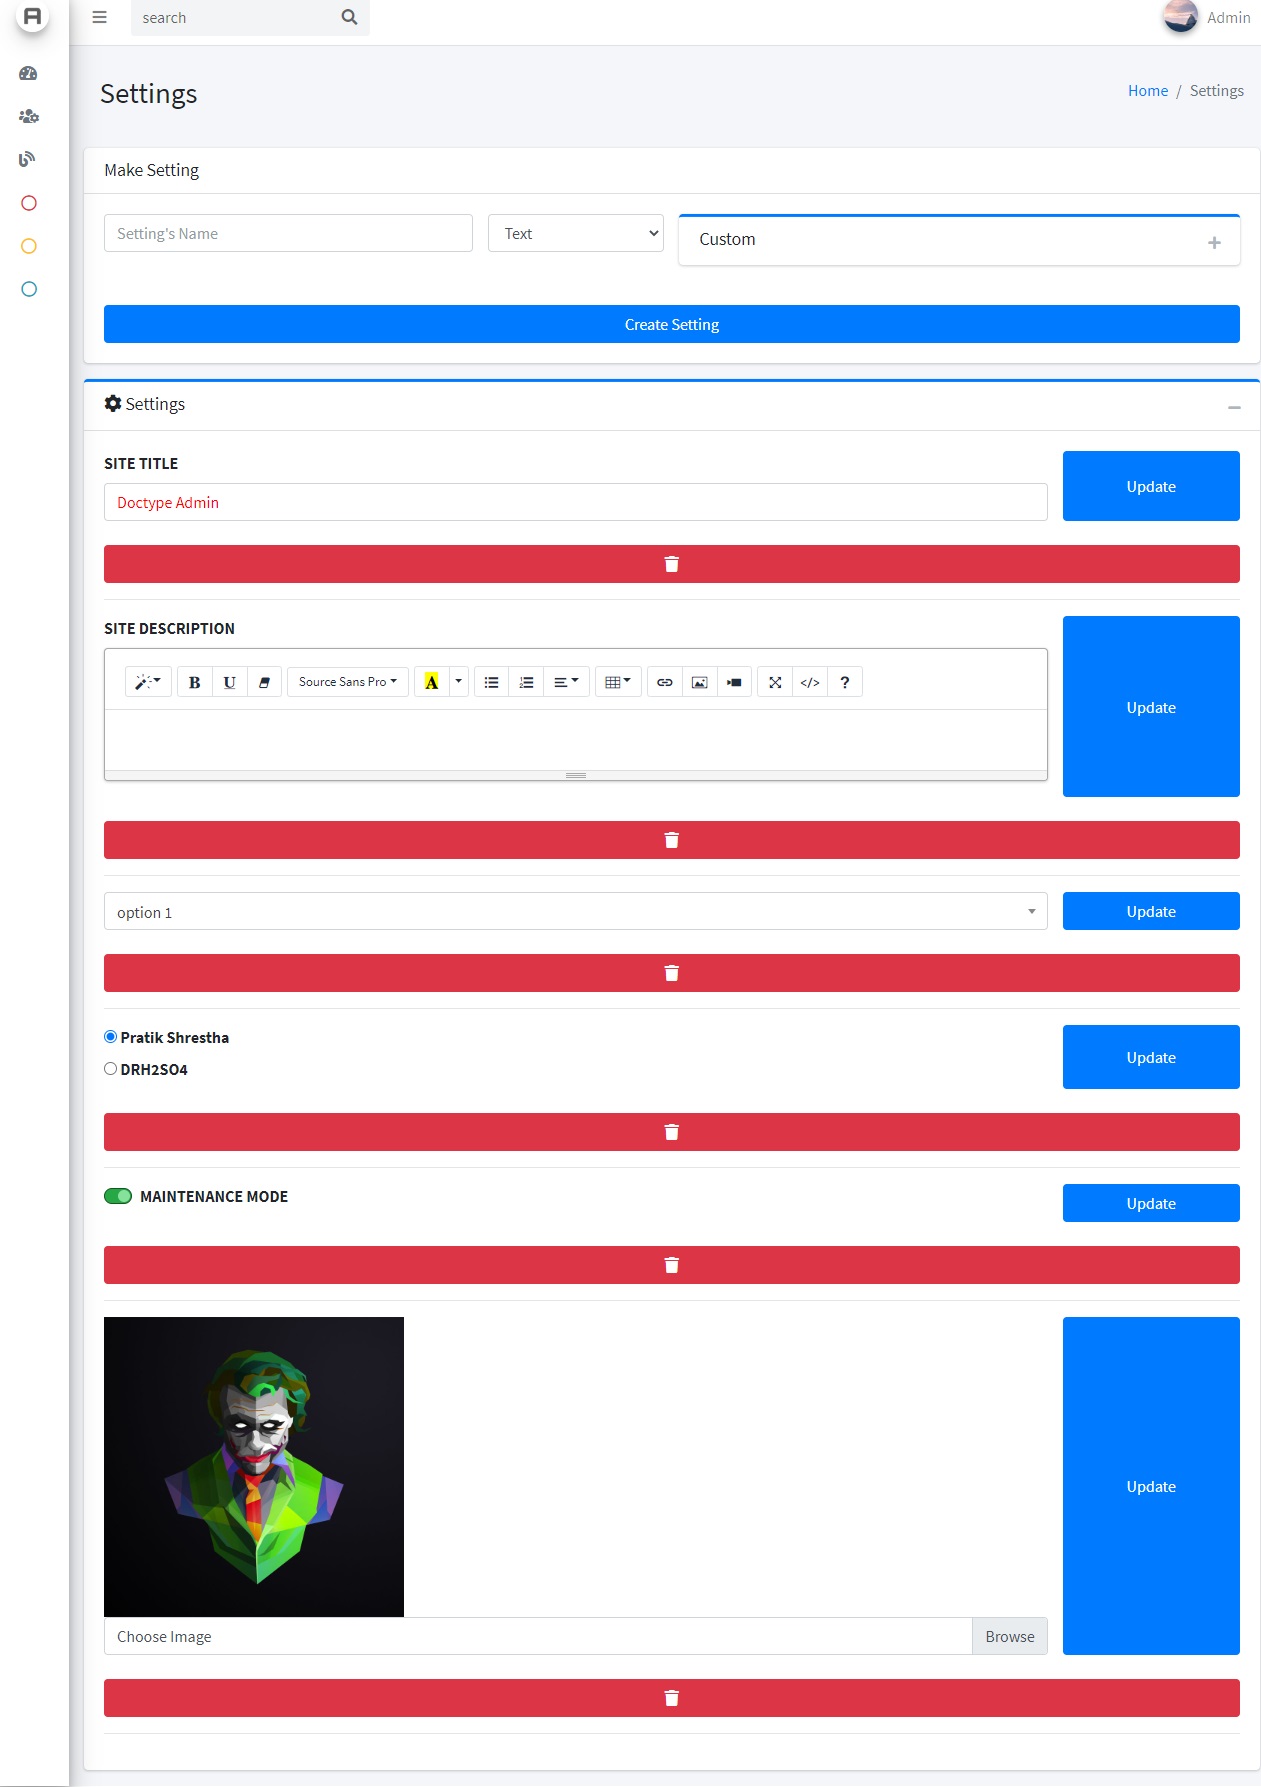 search
Admin
Settings
Home / Settings
Make Setting
Setting's Name
Text
Custom
Create Setting
Settings
SITE TITLE
Update
Doctype Admin
SITE DESCRIPTION
B U Source Sans Pro A </> ?
Update
option 1
Update
Pratik Shrestha
Update
DRH2SO4
MAINTENANCE MODE
Update
Update
Choose Image
Browse